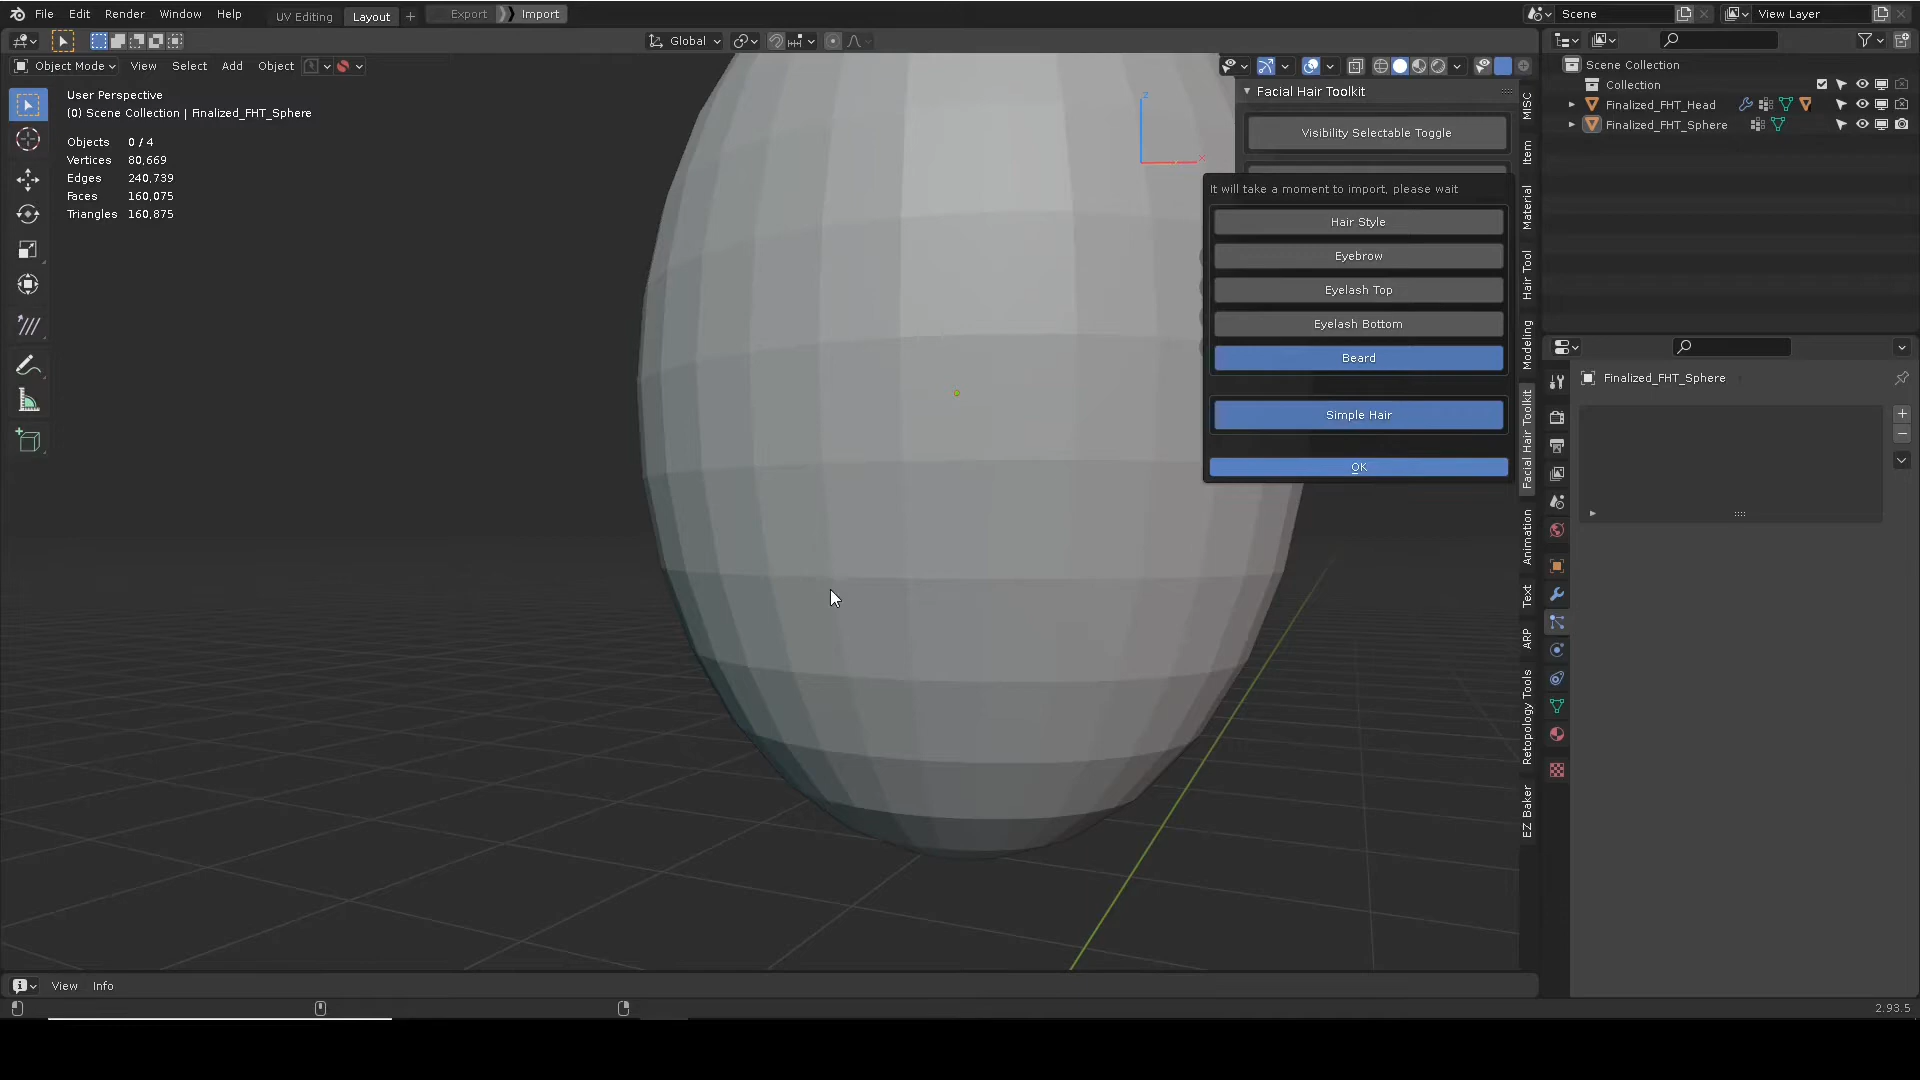 File Edit Render Window Help UV Editing Layout + Export Import Scene View Layer
Global
Object Mode View Select Add Object
User Perspective
(0) Scene Collection | Finalized_FHT_Sphere
Objects 0 / 4
Vertices 80,669
Edges 240,739
Faces 160,075
Triangles 160,875
Z
X
Facial Hair Toolkit
Visibility Selectable Toggle
It will take a moment to import, please wait
Hair Style
Eyebrow
Eyelash Top
Eyelash Bottom
Beard
Simple Hair
OK
MISC
Item
Material
Hair Tool
Modeling
Facial Hair Toolkit
Animation
Text
ARP
Retopology Tools
EZ Baker
Scene Collection
Collection
Finalized_FHT_Head
Finalized_FHT_Sphere
Finalized_FHT_Sphere
View Info
2.93.5